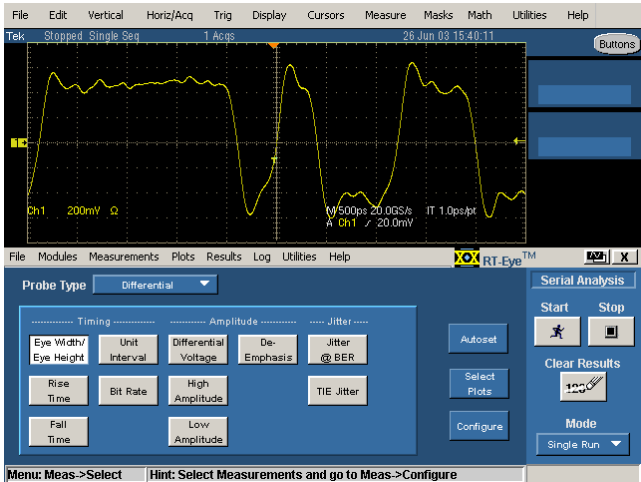 File Edit Vertical Horiz/Acq Trig Display Cursors Measure Masks Math Utilities Help
Tek Stopped Single Seq 1 Acqs 26 Jun 03 15:40:11
Buttons
1
Ch1 200mV Ω M 500ps 20.0GS/s IT 1.0ps/pt
A Ch1 / 20.0mV
File Modules Measurements Plots Results Log Utilities Help RT-Eye™ X
Probe Type Differential
Serial Analysis
Timing Amplitude Jitter
Start Stop
Eye Width/ Unit Differential De- Jitter
Eye Height Interval Voltage Emphasis @ BER
Autoset
Clear Results
Rise Bit Rate High TIE Jitter
Time Amplitude
Select
Plots
123
Fall Low
Time Amplitude
Configure
Mode
Single Run
Menu: Meas->Select Hint: Select Measurements and go to Meas->Configure